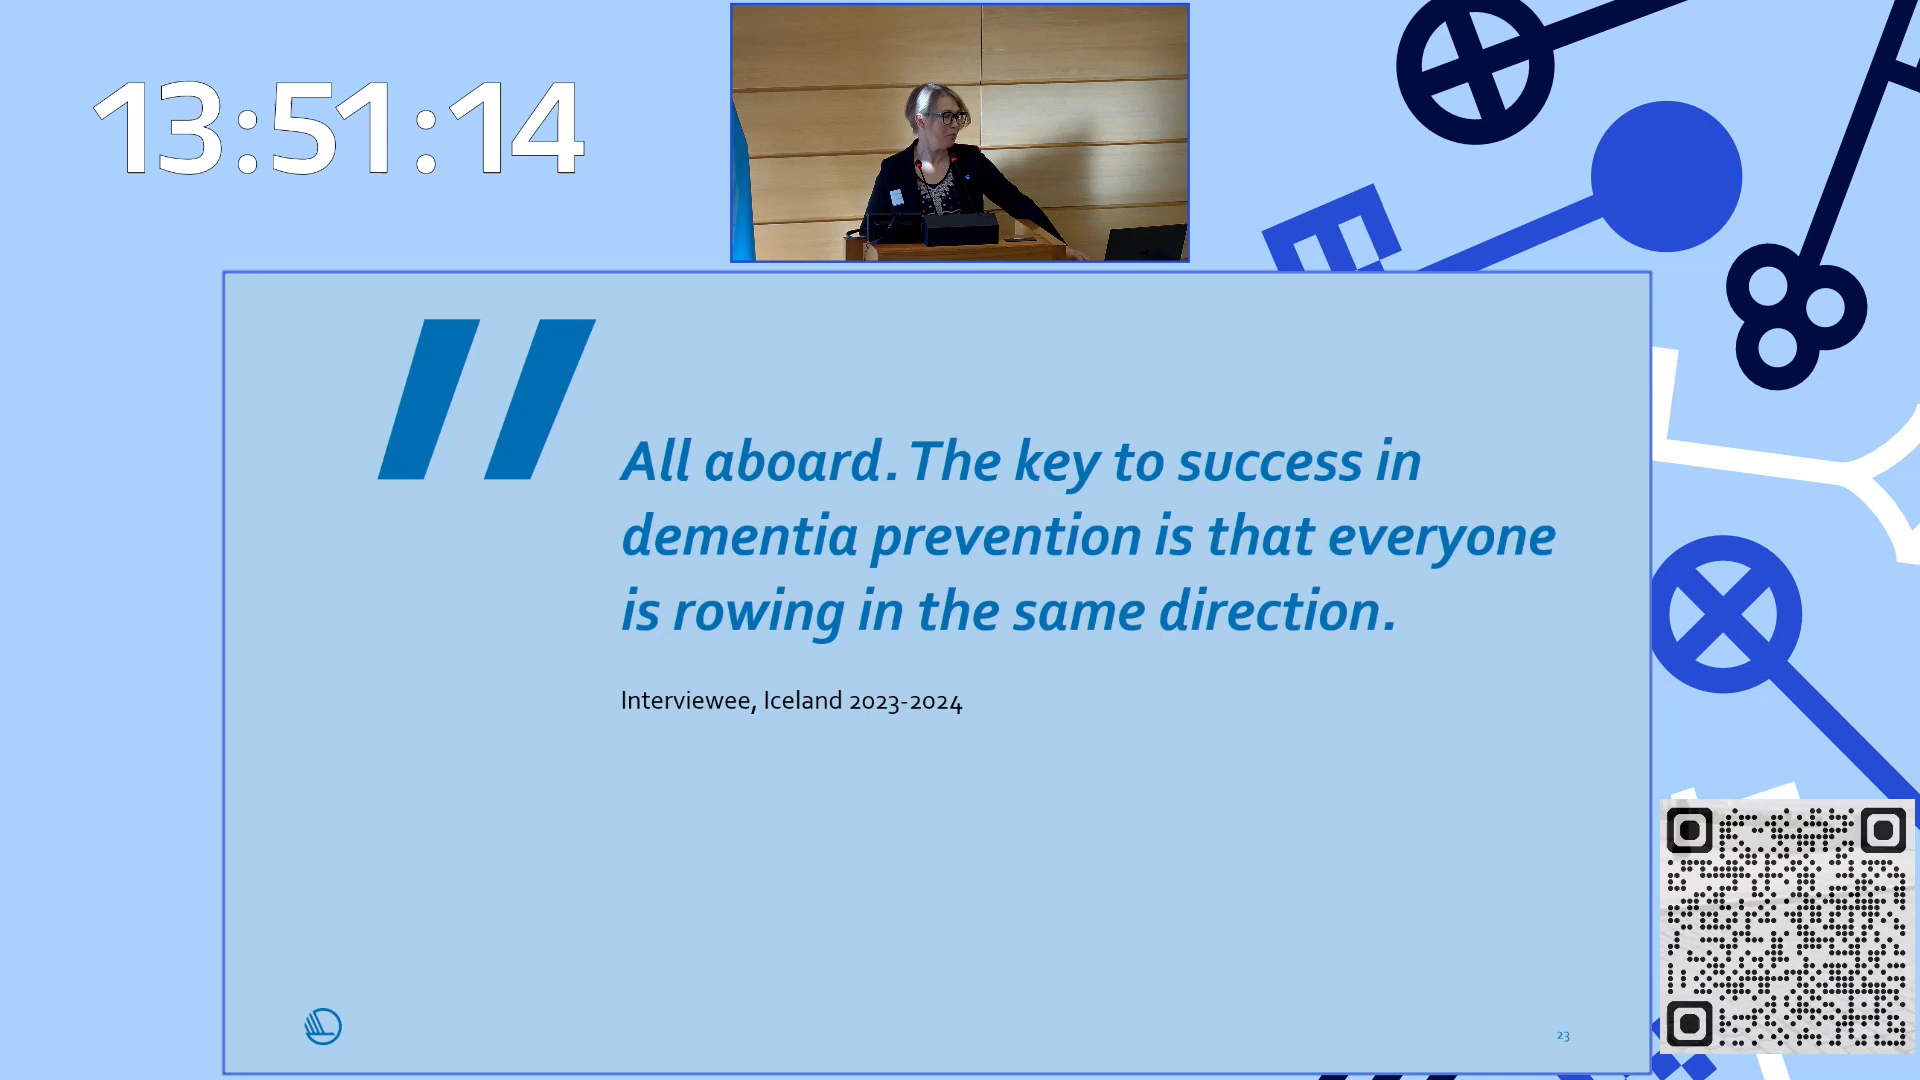 13:51:14
All aboard. The key to success in
dementia prevention is that everyone
is rowing in the same direction.
Interviewee, Iceland 2023-2024
23